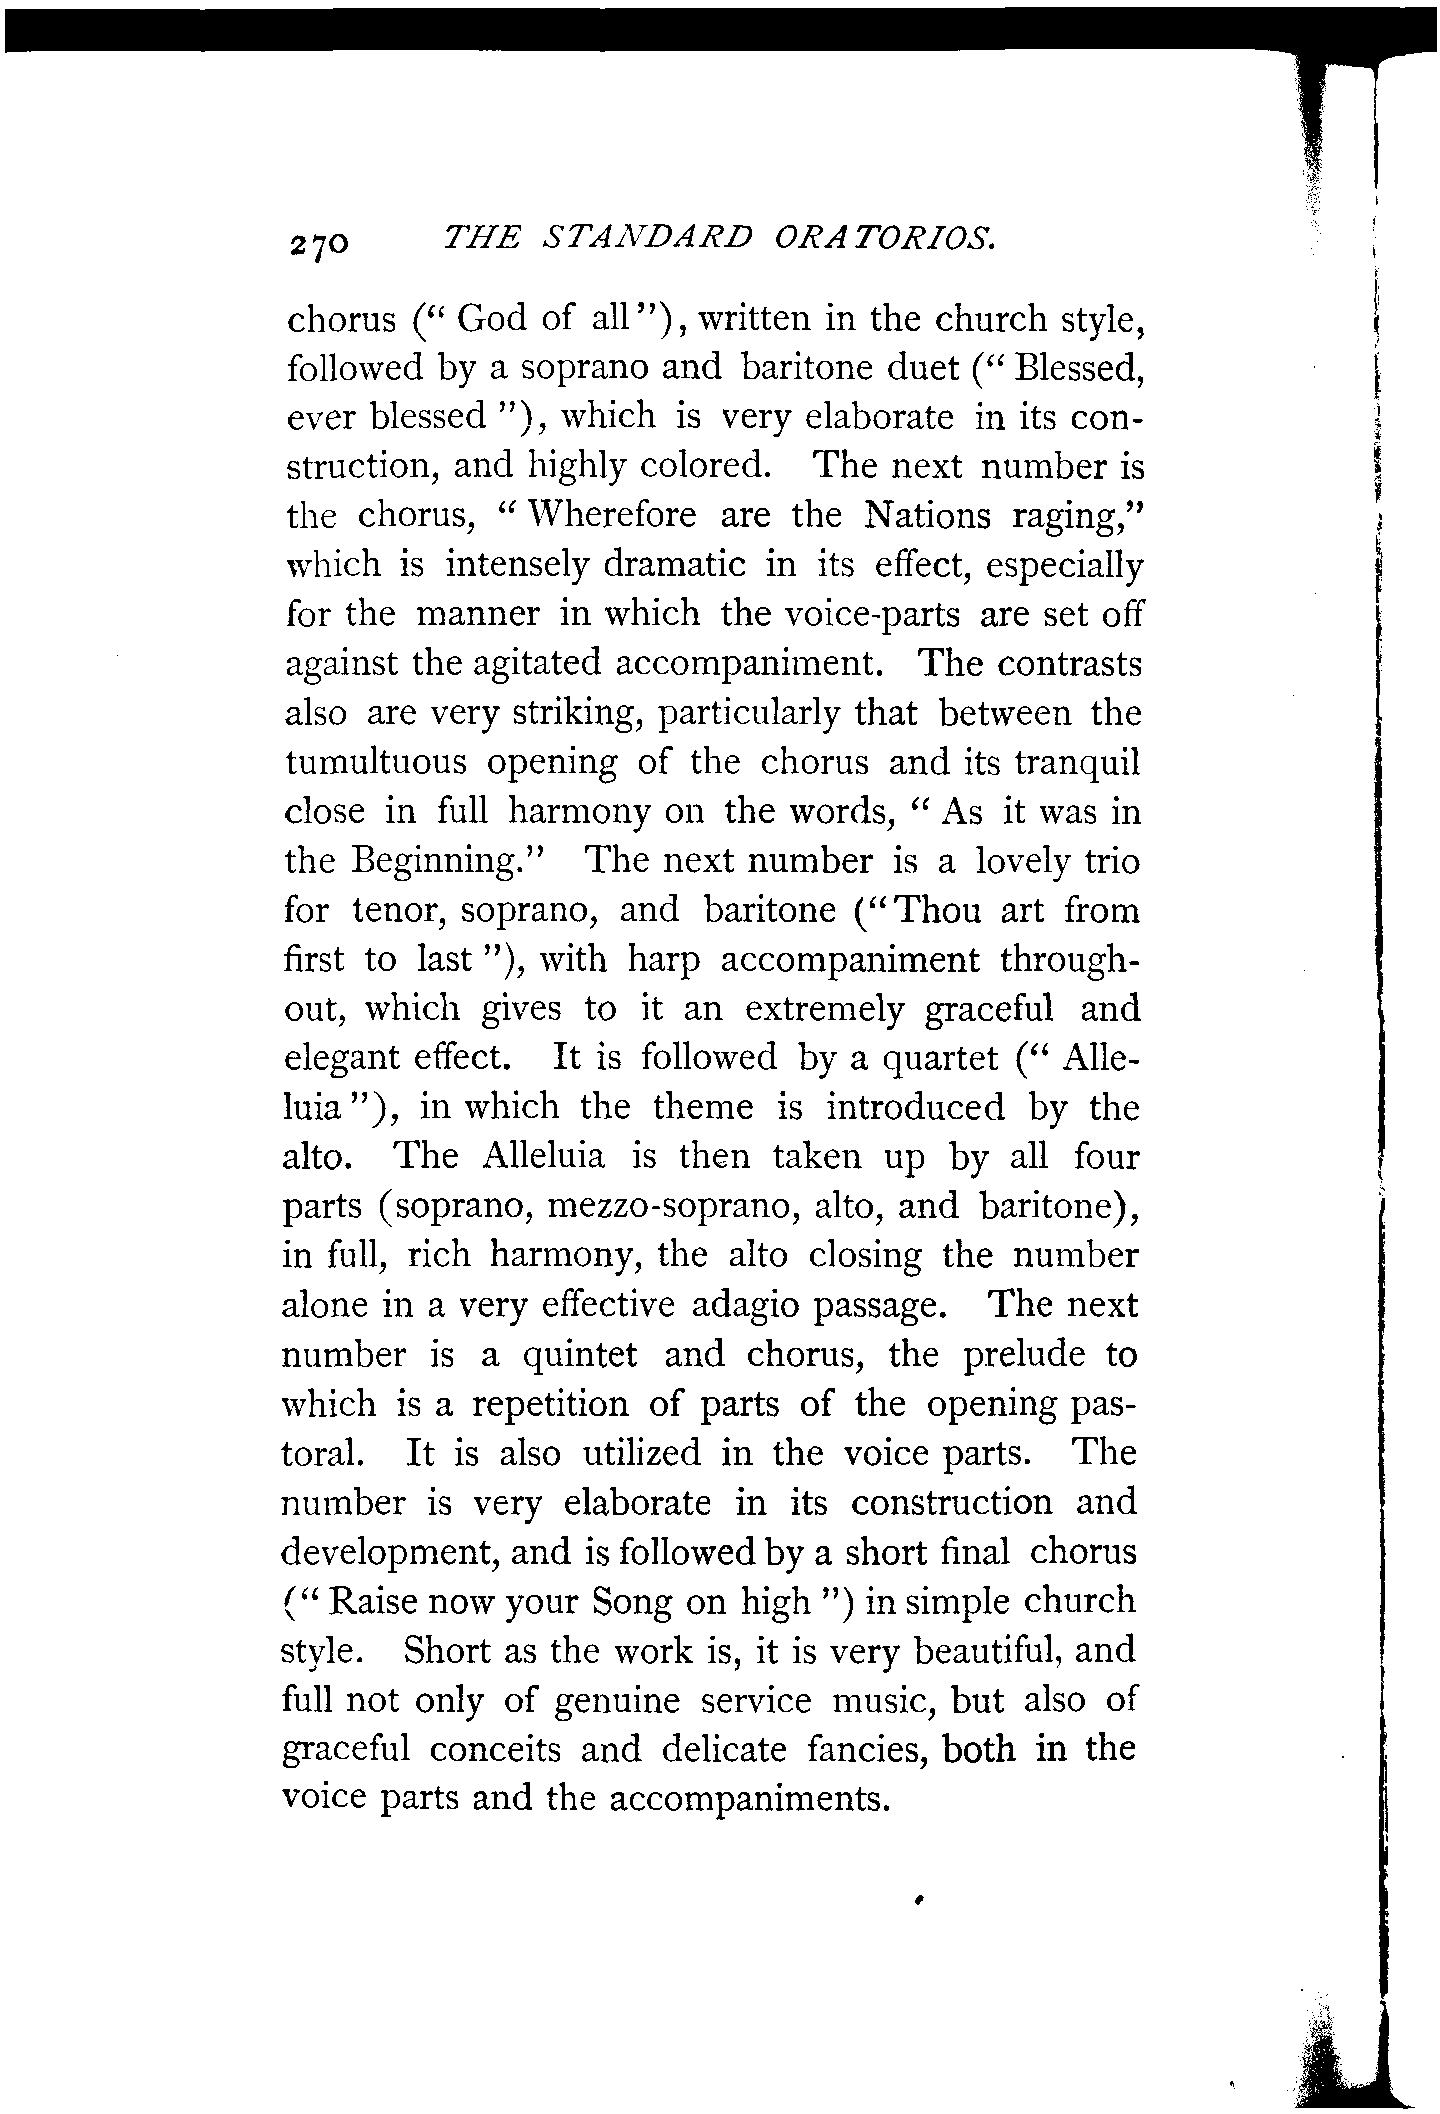 270 THE STANDARD ORATORIOS.
chorus (“ God of all”), written in the church style,
followed by a soprano and baritone duet (“ Blessed,
ever blessed ”), which is very elaborate in its con-
struction, and highly colored. The next number is
the chorus, “ Wherefore are the Nations raging,”
which is intensely dramatic in its effect, especially
for the manner in which the voice-parts are set off
against the agitated accompaniment. The contrasts
also are very striking, particularly that between the
tumultuous opening of the chorus and its tranquil
close in full harmony on the words, “ As it was in
the Beginning.” The next number is a lovely trio
for tenor, soprano, and baritone (“Thou art from
first to last ”), with harp accompaniment through-
out, which gives to it an extremely graceful and
elegant effect. It is followed by a quartet (“ Alle-
luia ”), in which the theme is introduced by the
alto. The Alleluia is then taken up by all four
parts (soprano, mezzo-soprano, alto, and baritone),
in full, rich harmony, the alto closing the number
alone in a very effective adagio passage. The next
number is a quintet and chorus, the prelude to
which is a repetition of parts of the opening pas-
toral. It is also utilized in the voice parts. The
number is very elaborate in its construction and
development, and is followed by a short final chorus
(“ Raise now your Song on high ”) in simple church
style. Short as the work is, it is very beautiful, and
full not only of genuine service music, but also of
graceful conceits and delicate fancies, both in the
voice parts and the accompaniments.